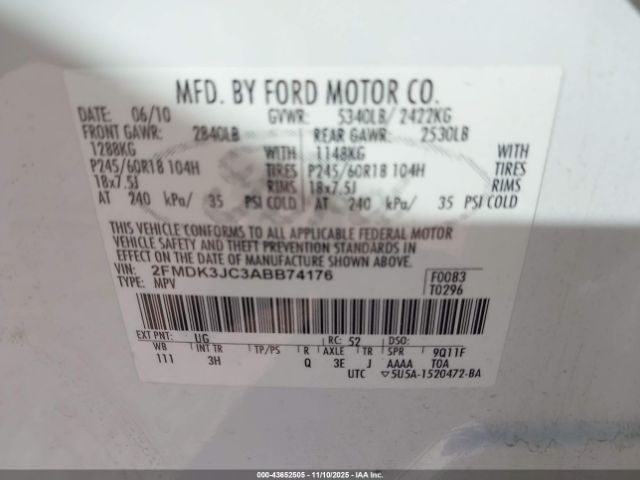 MFD. BY FORD MOTOR CO.
DATE: 06/10 GVWR: 5340LB/ 2422KG
FRONT GAWR: 2840LB REAR GAWR: 2530LB
1288KG WITH 1148KG WITH
P245/60R18 104H TIRES P245/60R18 104H TIRES
18x7.5J RIMS 18x7.5J RIMS
AT 240 kPa/ 35 PSI COLD AT 240 kPa/ 35 PSI COLD
THIS VEHICLE CONFORMS TO ALL APPLICABLE FEDERAL MOTOR
VEHICLE SAFETY AND THEFT PREVENTION STANDARDS IN
EFFECT ON THE DATE OF MANUFACTURE SHOWN ABOVE.
VIN: 2FMDK3JC3ABB74176 F0083
TYPE: MPV T0296
EXT PNT: UG RC: 52 DSO:
WB INT TR TP/PS R AXLE TR SPR 9Q11F
111 3H Q 3E J AAAA TOA
UTC ▽5U5A-1520472-BA
000-43652505 - 11/10/2025 - IAAI.COM